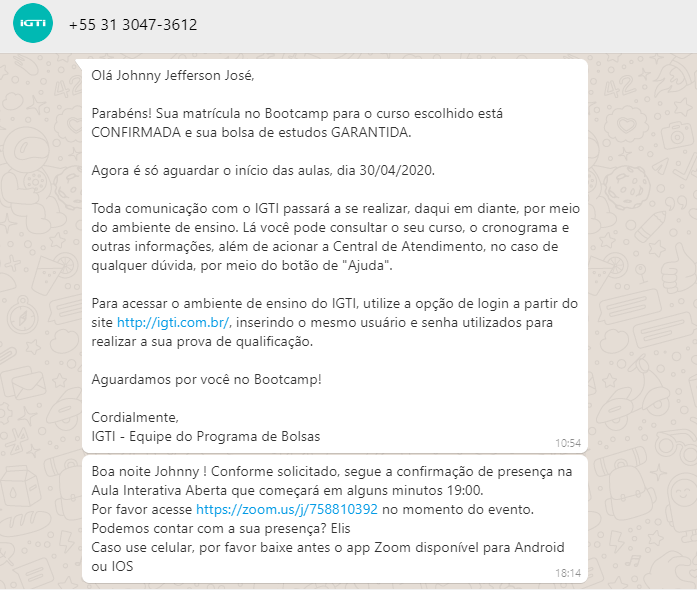 IGTI
+55 31 3047-3612
Olá Johnny Jefferson José,
Parabéns! Sua matrícula no Bootcamp para o curso escolhido está
CONFIRMADA e sua bolsa de estudos GARANTIDA.
Agora é só aguardar o início das aulas, dia 30/04/2020.
Toda comunicação com o IGTI passará a se realizar, daqui em diante, por meio
do ambiente de ensino. Lá você pode consultar o seu curso, o cronograma e
outras informações, além de acionar a Central de Atendimento, no caso de
qualquer dúvida, por meio do botão de "Ajuda".
Para acessar o ambiente de ensino do IGTI, utilize a opção de login a partir do
site http://igti.com.br/, inserindo o mesmo usuário e senha utilizados para
realizar a sua prova de qualificação.
Aguardamos por você no Bootcamp!
Cordialmente,
IGTI - Equipe do Programa de Bolsas
10:54
Boa noite Johnny ! Conforme solicitado, segue a confirmação de presença na
Aula Interativa Aberta que começará em alguns minutos 19:00.
Por favor acesse https://zoom.us/j/758810392 no momento do evento.
Podemos contar com a sua presença? Elis
Caso use celular, por favor baixe antes o app Zoom disponível para Android
ou IOS
18:14